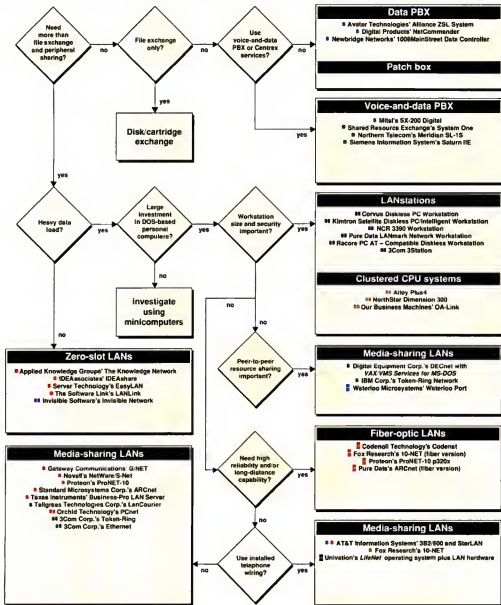 Need
more than
file exchange
and peripheral
sharing?
no
File exchange
only?
no
Use
voice-and-data
PBX or Centrex
services?
no
Data PBX
Avatar Technologies' Alliance ZSL System
Digital Products' NetCommander
Newbridge Networks' 1008MainStreet Data Controller
Patch box
yes
Disk/cartridge
exchange
yes
Voice-and-data PBX
Mitel's SX-200 Digital
Shared Resource Exchange's System One
Northern Telecom's Meridian SL-1S
Siemens Information System's Saturn IIE
yes
Heavy data
load?
yes
Large
investment
in DOS-based
personal
computers?
yes
Workstation
size and security
important?
yes
LANstations
Corvus Diskless PC Workstation
Kimtron Satellite Diskless PC/Intelligent Workstation
NCR 3390 Workstation
Pure Data LANmark Network Workstation
Racore PC AT – Compatible Diskless Workstation
3Com 3Station
Clustered CPU systems
Alloy Plus4
NorthStar Dimension 300
Our Business Machines' OA-Link
no
investigate
using
minicomputers
no
no
no
Zero-slot LANs
Applied Knowledge Groups' The Knowledge Network
IDEAssociates' IDEAshare
Server Technology's EasyLAN
The Software Link's LANLink
Invisible Software's Invisible Network
Peer-to-peer
resource sharing
important?
yes
Media-sharing LANs
Digital Equipment Corp.'s DECnet with
VAX/VMS Services for MS-DOS
IBM Corp.'s Token-Ring Network
Waterloo Microsystems' Waterloo Port
Need high
reliability and/or
long-distance
capability?
yes
Fiber-optic LANs
Codenoll Technology's Codenet
Fox Research's 10-NET (fiber version)
Proteon's ProNET-10 p320x
Pure Data's ARCnet (fiber version)
Media-sharing LANs
Gateway Communications G/NET
Novell's NetWare/S-Net
Proteon's ProNET-10
Standard Microsystems Corp.'s ARCnet
Texas Instruments' Business-Pro LAN Server
Tallgrass Technologies Corp.'s LanCourier
Orchid Technology's PCnet
3Com Corp.'s Token-Ring
3Com Corp.'s Ethernet
no
no
Use installed
telephone
wiring?
yes
Media-sharing LANs
AT&T Information Systems' 3B2/600 and StarLAN
Fox Research's 10-NET
Univation's LifeNet operating system plus LAN hardware